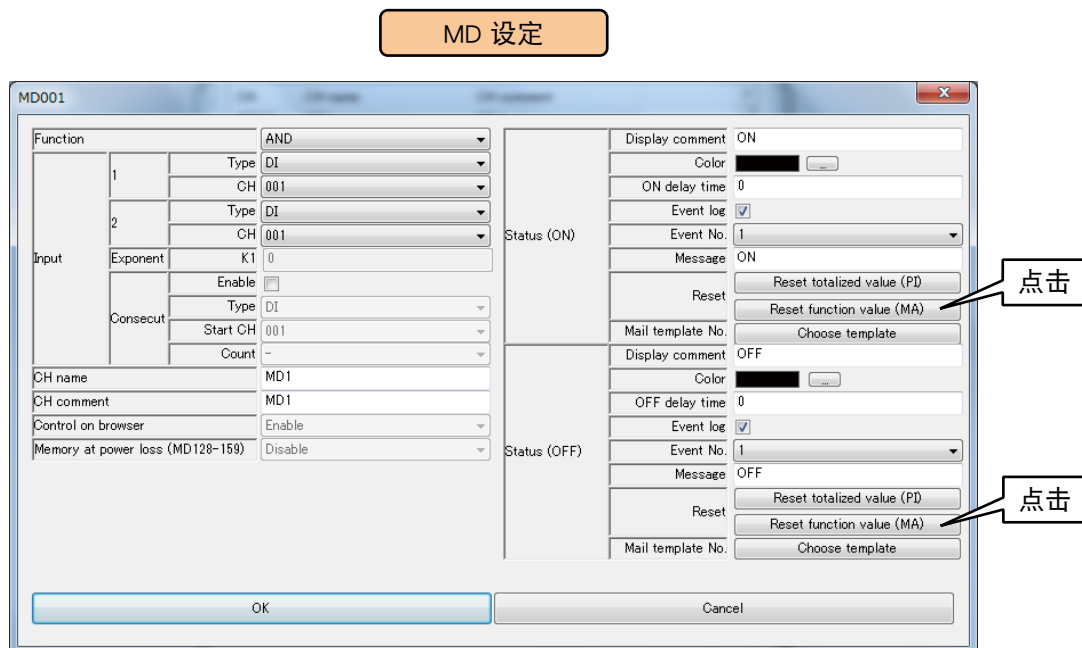 MD 设定
MD001
x
Function AND
Input 1 Type DI
CH 001
2 Type DI
CH 001
Exponent K1 0
Consecut Enable
Type DI
Start CH 001
Count -
CH name MD1
CH comment MD1
Control on browser Enable
Memory at power loss (MD128-159) Disable
Status (ON) Display comment ON
Color ...
ON delay time 0
Event log
Event No. 1
Message ON
Reset Reset totalized value (PI)
Reset function value (MA)
点击
Mail template No. Choose template
Status (OFF) Display comment OFF
Color ...
OFF delay time 0
Event log
Event No. 1
Message OFF
Reset Reset totalized value (PI)
Reset function value (MA)
点击
Mail template No. Choose template
OK Cancel